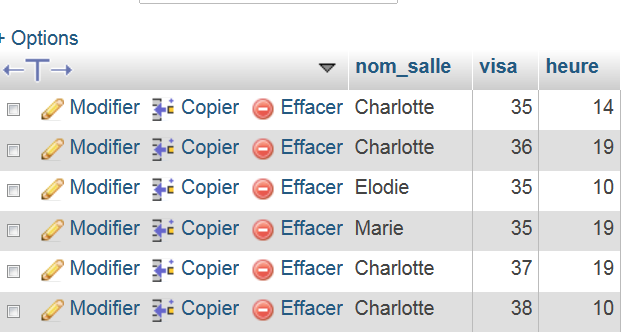 + Options
←T→ nom_salle visa heure
Modifier Copier Effacer Charlotte 35 14
Modifier Copier Effacer Charlotte 36 19
Modifier Copier Effacer Elodie 35 10
Modifier Copier Effacer Marie 35 19
Modifier Copier Effacer Charlotte 37 19
Modifier Copier Effacer Charlotte 38 10